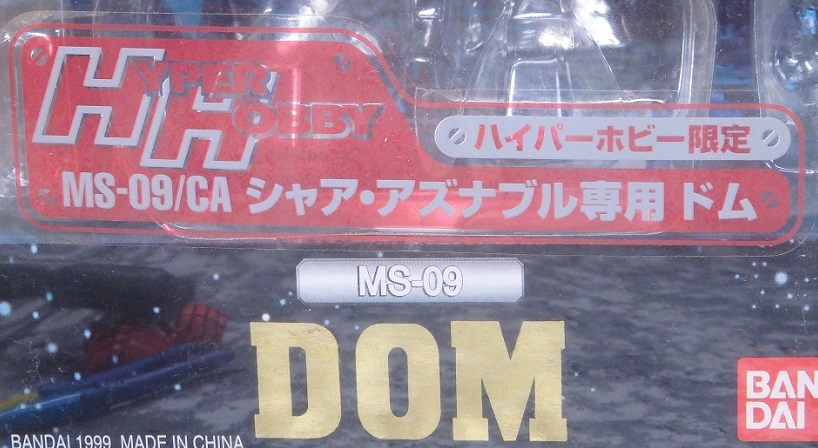 HYPER HOBBY
ハイパーホビー限定
MS-09/CA シャア・アズナブル専用 ドム
MS-09
DOM
BANDAI
BANDAI 1999 MADE IN CHINA